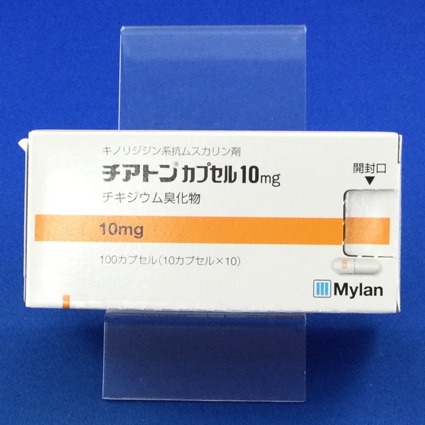 キノリジジン系抗ムスカリン剤
チアトン®カプセル10mg
チキジウム臭化物
開封口
10mg
100カプセル(10カプセル×10)
Mylan